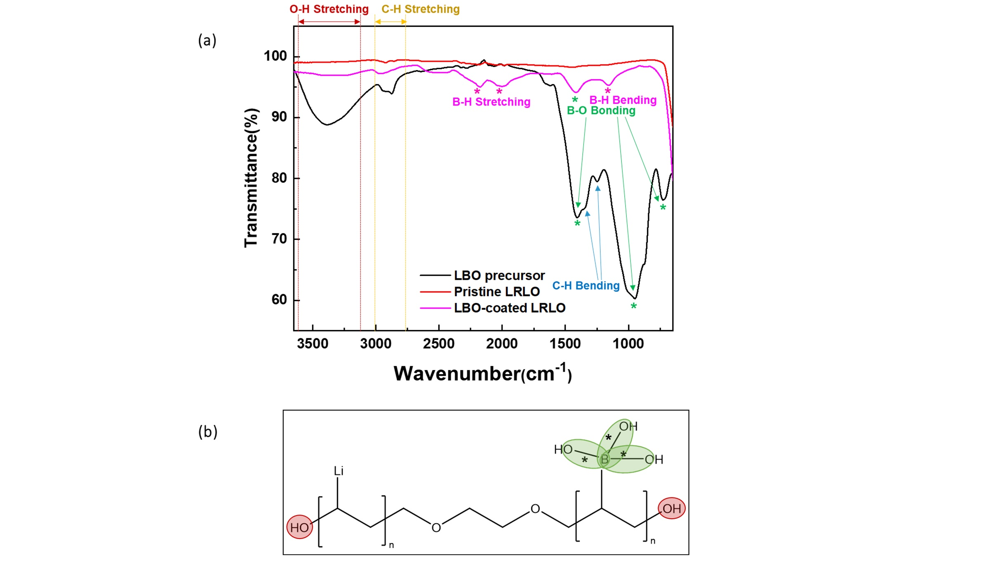 O-H Stretching
C-H Stretching
(a)
100
90
80
70
60
Transmittance(%)
*
*
B-H Stretching
*
*
B-H Bending
B-O Bonding
*
*
*
C-H Bending
LBO precursor
Pristine LRLO
LBO-coated LRLO
3500 3000 2500 2000 1500 1000
Wavenumber(cm⁻¹)
(b)
OH
*
HO
*
B
*
OH
Li
HO
O
O
OH
n
n